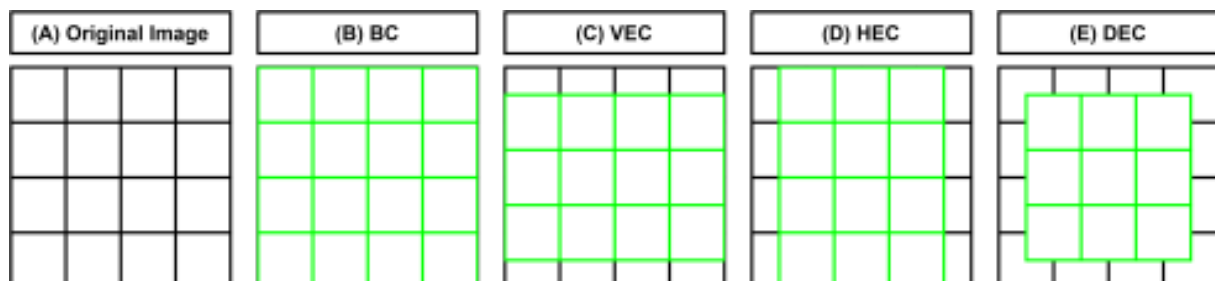 (A) Original Image
(B) BC
(C) VEC
(D) HEC
(E) DEC